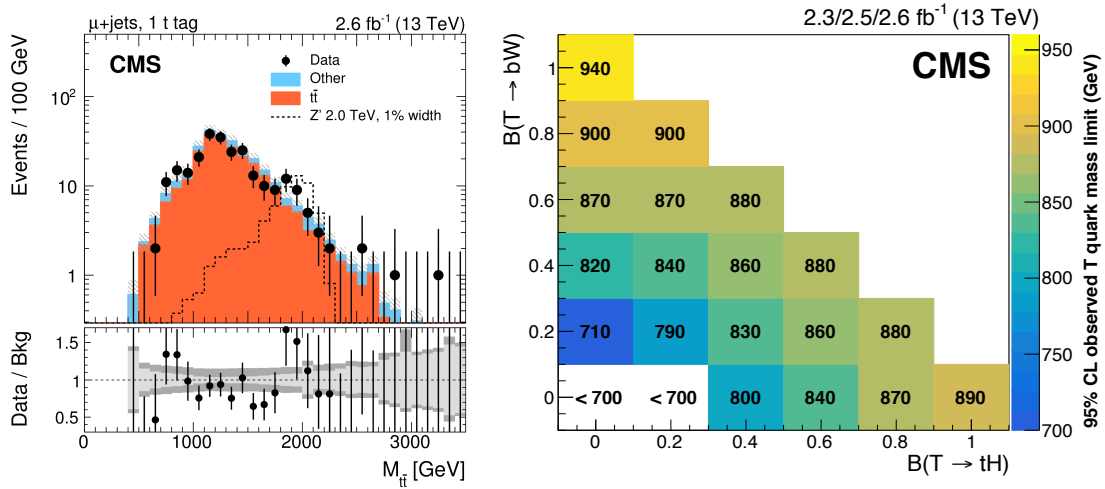 μ+jets, 1 t tag 2.6 fb⁻¹ (13 TeV)
CMS
Data
Other
tt̄
Z' 2.0 TeV, 1% width
Events / 100 GeV
10²
10
1
Data / Bkg
1.5
1
0.5
0 1000 2000 3000
M_tt̄ [GeV]
2.3/2.5/2.6 fb⁻¹ (13 TeV)
CMS
B(T → bW)
1 940
0.8 900 900
0.6 870 870 880
0.4 820 840 860 880
0.2 710 790 830 860 880
0 < 700 < 700 800 840 870 890
0 0.2 0.4 0.6 0.8 1
B(T → tH)
950
900
850
800
750
700
95% CL observed T quark mass limit (GeV)